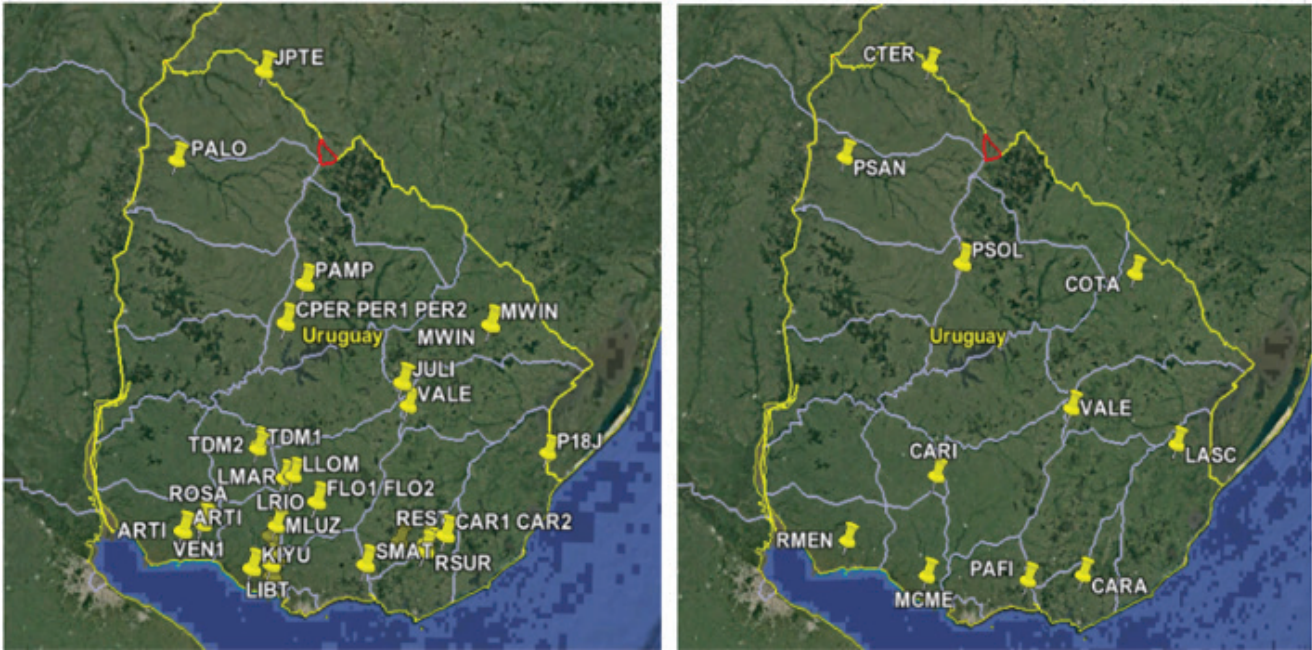 JPTE
PALO
PAMP
CPER PER1 PER2
MWIN
Uruguay
MWIN
JULI
VALE
P18J
TDM2
TDM1
LMAR
LLOM
ROSA
LRIO
FLO1 FLO2
ARTI
ARTI
MLUZ
REST
CAR1 CAR2
VEN1
KIYU
SMAT
RSUR
LIBT
CTER
PSAN
PSOL
COTA
Uruguay
VALE
CARI
LASC
RMEN
PAFI
MCME
CARA